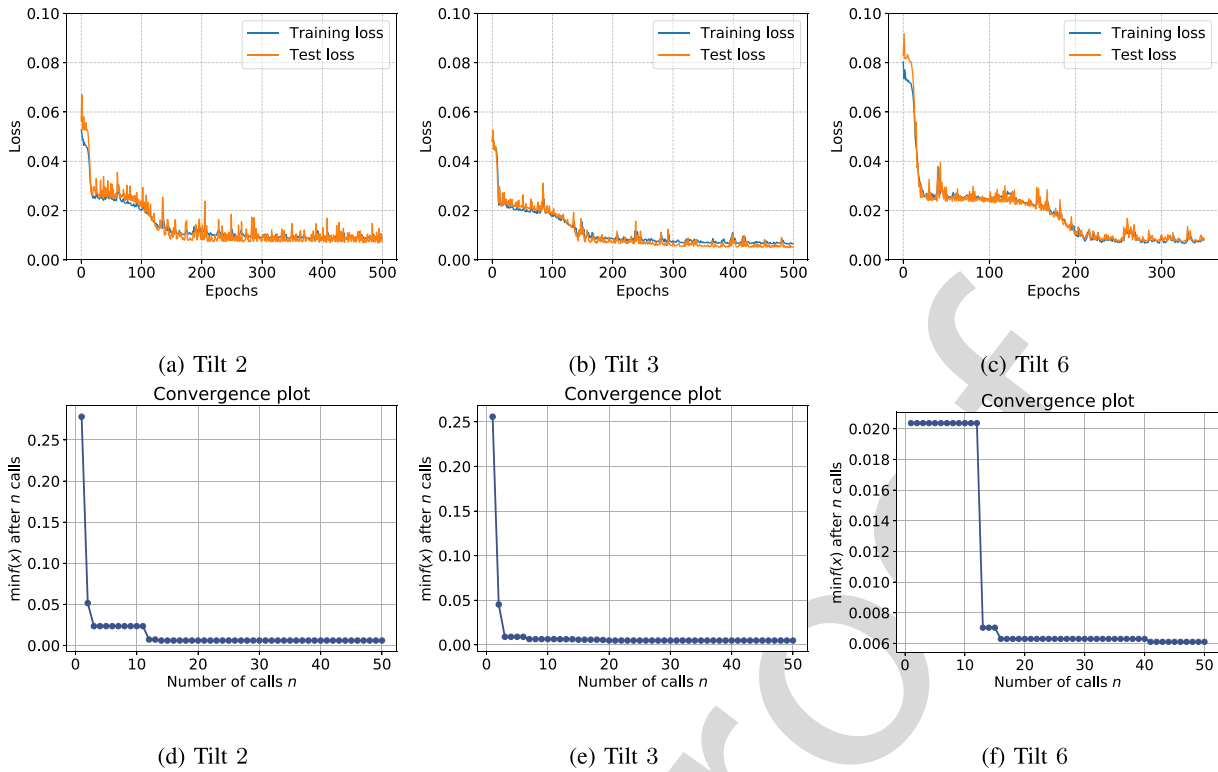 0.10
0.08
0.06
0.04
0.02
0.00
Loss
Training loss
Test loss
0 100 200 300 400 500
Epochs
(a) Tilt 2
0.10
0.08
0.06
0.04
0.02
0.00
Loss
Training loss
Test loss
0 100 200 300 400 500
Epochs
(b) Tilt 3
0.10
0.08
0.06
0.04
0.02
0.00
Loss
Training loss
Test loss
0 100 200 300
Epochs
(c) Tilt 6
Convergence plot
0.25
0.20
0.15
0.10
0.05
0.00
min f(x) after n calls
0 10 20 30 40 50
Number of calls n
(d) Tilt 2
Convergence plot
0.25
0.20
0.15
0.10
0.05
0.00
min f(x) after n calls
0 10 20 30 40 50
Number of calls n
(e) Tilt 3
Convergence plot
0.020
0.018
0.016
0.014
0.012
0.010
0.008
0.006
min f(x) after n calls
0 10 20 30 40 50
Number of calls n
(f) Tilt 6
rof